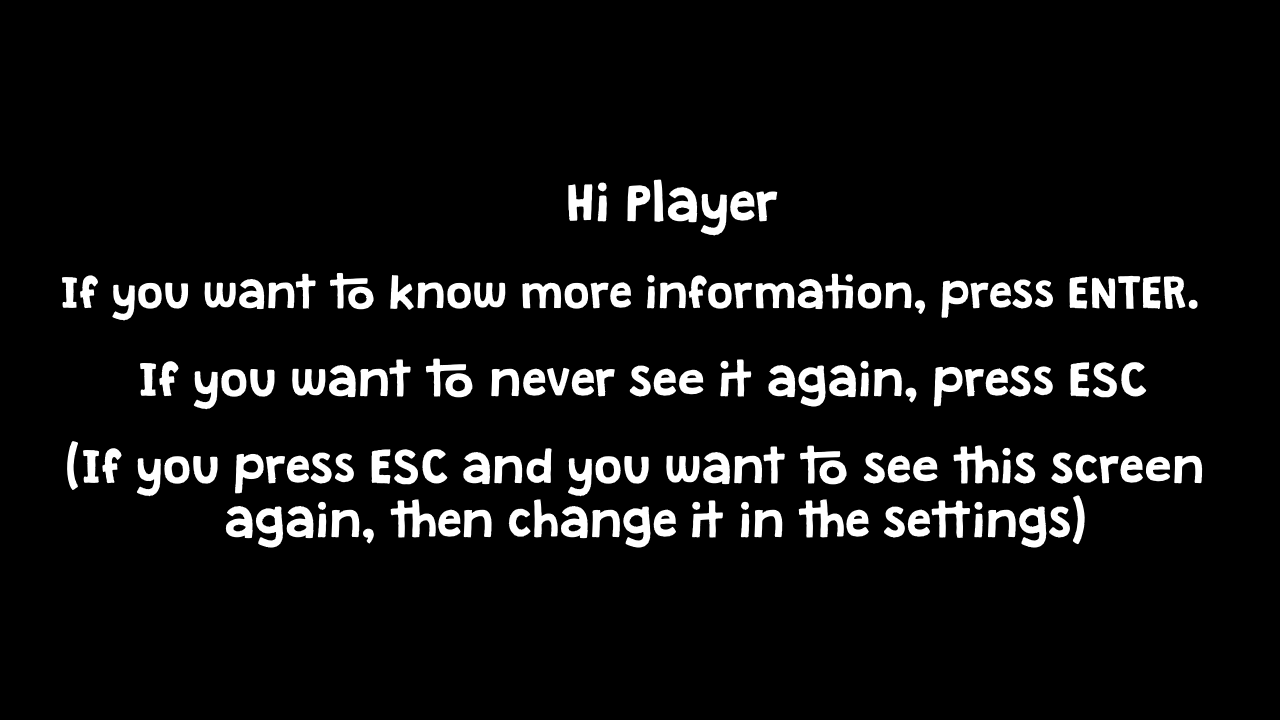 Hi Player
If you want to know more information, press ENTER.
If you want to never see it again, press ESC
(If you press ESC and you want to see this screen
again, then change it in the settings)